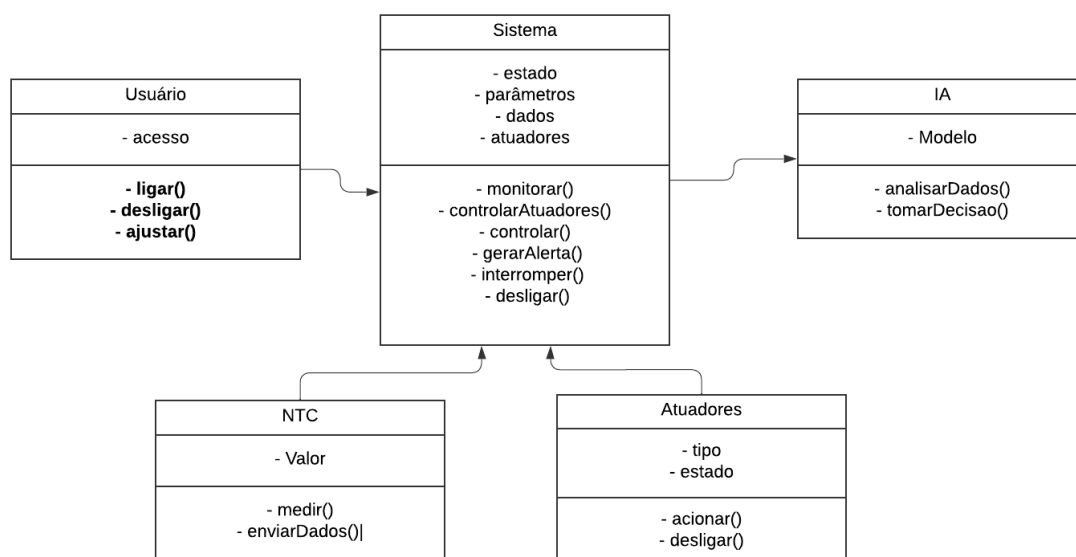 Sistema
- estado
- parâmetros
- dados
- atuadores
- monitorar()
- controlarAtuadores()
- controlar()
- gerarAlerta()
- interromper()
- desligar()
Usuário
- acesso
- ligar()
- desligar()
- ajustar()
IA
- Modelo
- analisarDados()
- tomarDecisao()
NTC
- Valor
- medir()
- enviarDados()|
Atuadores
- tipo
- estado
- acionar()
- desligar()